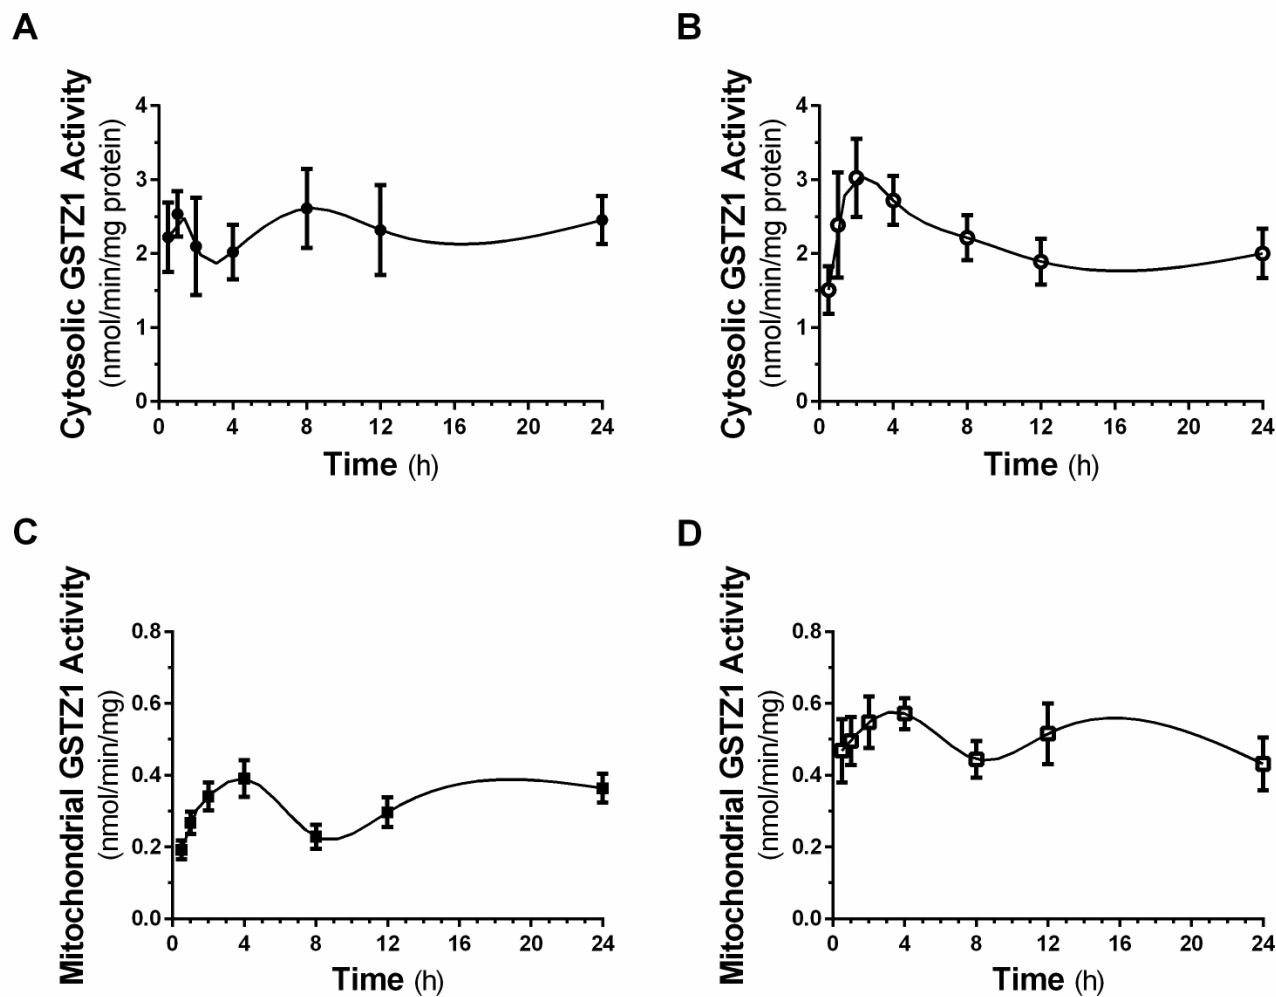 A
Cytosolic GSTZ1 Activity
(nmol/min/mg protein)
4
3
2
1
0
0 4 8 12 16 20 24
Time (h)
B
Cytosolic GSTZ1 Activity
(nmol/min/mg protein)
4
3
2
1
0
0 4 8 12 16 20 24
Time (h)
C
Mitochondrial GSTZ1 Activity
(nmol/min/mg)
0.8
0.6
0.4
0.2
0.0
0 4 8 12 16 20 24
Time (h)
D
Mitochondrial GSTZ1 Activity
(nmol/min/mg)
0.8
0.6
0.4
0.2
0.0
0 4 8 12 16 20 24
Time (h)